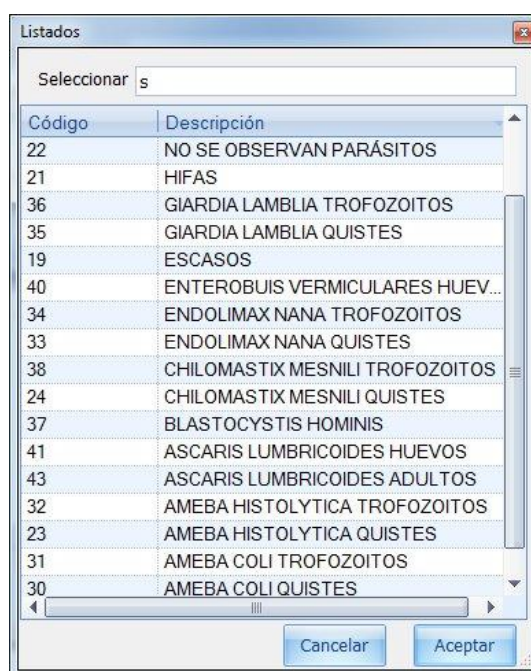 Listados
Seleccionar s
Código Descripción
22 NO SE OBSERVAN PARÁSITOS
21 HIFAS
36 GIARDIA LAMBLIA TROFOZOITOS
35 GIARDIA LAMBLIA QUISTES
19 ESCASOS
40 ENTEROBUIS VERMICULARES HUEV...
34 ENDOLIMAX NANA TROFOZOITOS
33 ENDOLIMAX NANA QUISTES
38 CHILOMASTIX MESNILI TROFOZOITOS
24 CHILOMASTIX MESNILI QUISTES
37 BLASTOCYSTIS HOMINIS
41 ASCARIS LUMBRICOIDES HUEVOS
43 ASCARIS LUMBRICOIDES ADULTOS
32 AMEBA HISTOLYTICA TROFOZOITOS
23 AMEBA HISTOLYTICA QUISTES
31 AMEBA COLI TROFOZOITOS
30 AMEBA COLI QUISTES
Cancelar Aceptar